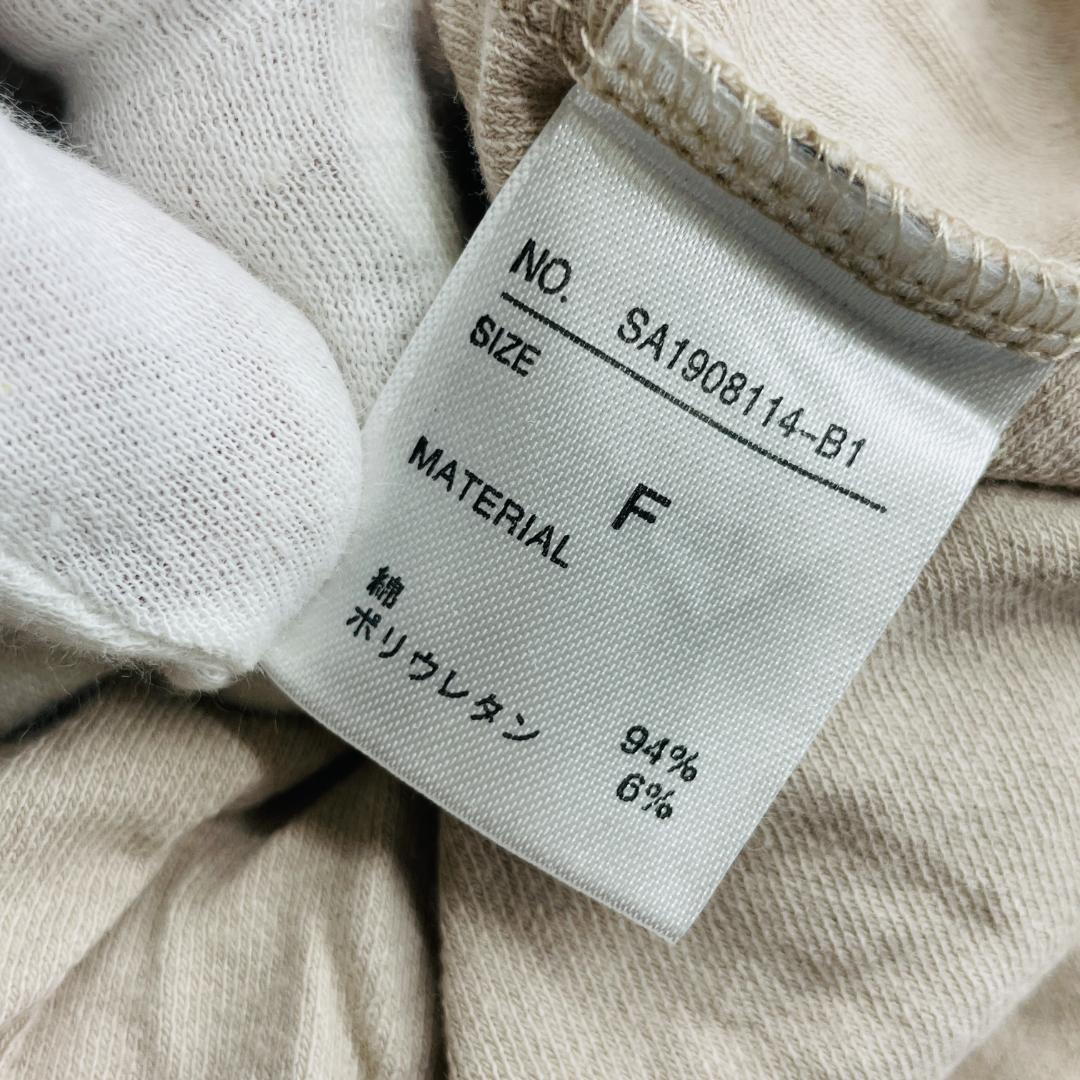 NO. SA1908114-B1
SIZE
F
MATERIAL
綿 94%
ポリウレタン 6%